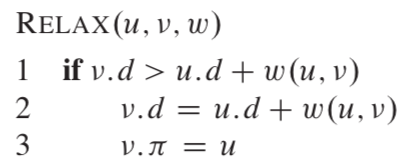 RELAX(u, v, w)
1 if v.d > u.d + w(u, v)
2 v.d = u.d + w(u, v)
3 v.π = u